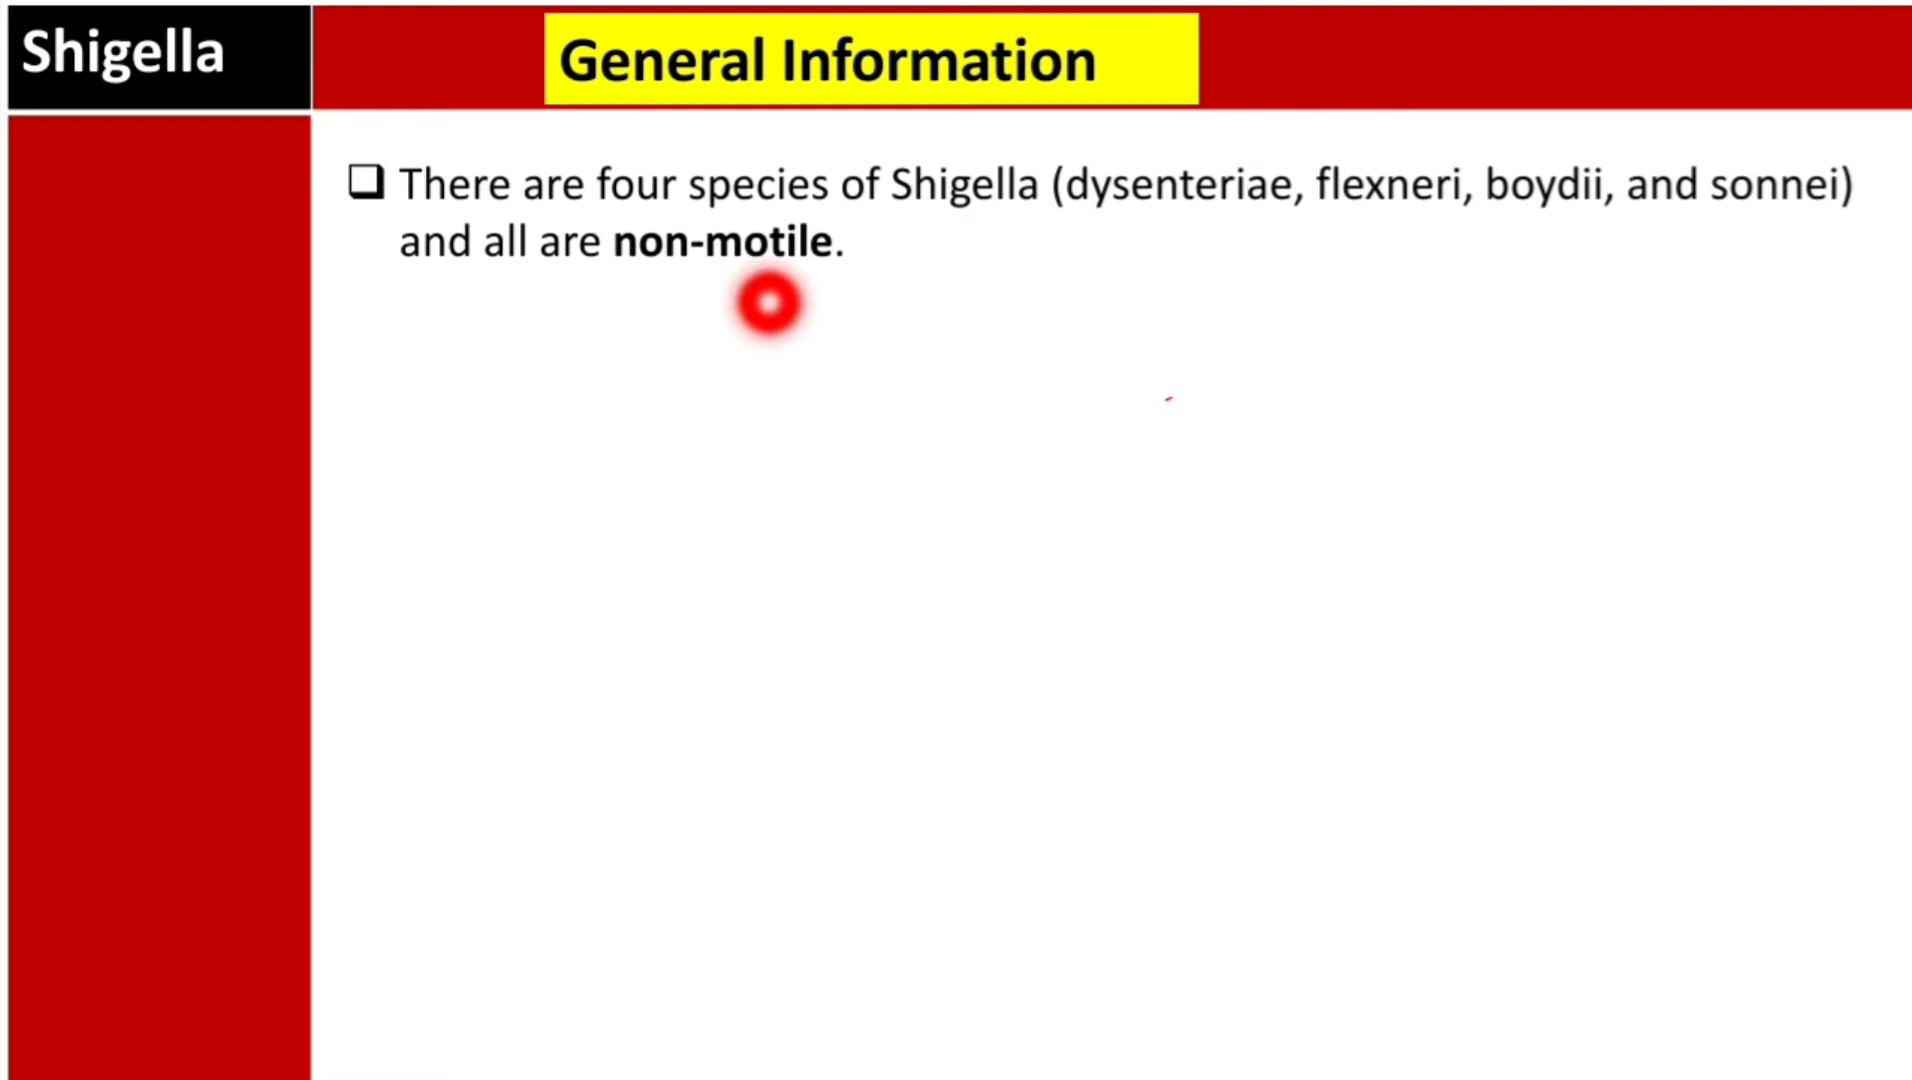 Shigella
General Information
There are four species of Shigella (dysenteriae, flexneri, boydii, and sonnei)
and all are non-motile.